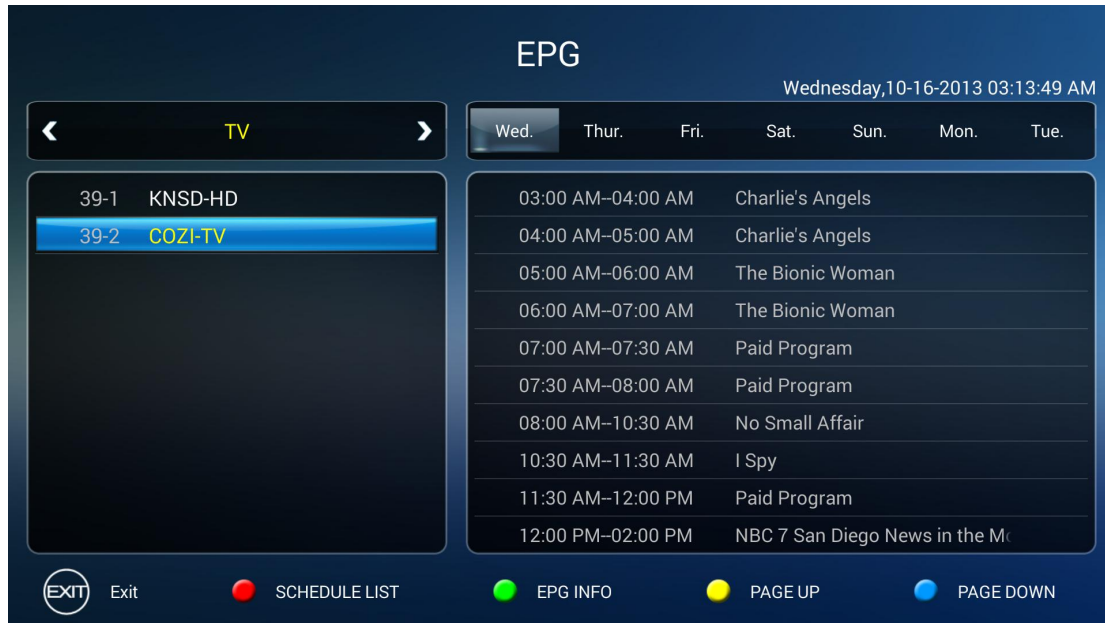 EPG
Wednesday,10-16-2013 03:13:49 AM
TV
Wed. Thur. Fri. Sat. Sun. Mon. Tue.
39-1 KNSD-HD
39-2 COZI-TV
03:00 AM--04:00 AM Charlie's Angels
04:00 AM--05:00 AM Charlie's Angels
05:00 AM--06:00 AM The Bionic Woman
06:00 AM--07:00 AM The Bionic Woman
07:00 AM--07:30 AM Paid Program
07:30 AM--08:00 AM Paid Program
08:00 AM--10:30 AM No Small Affair
10:30 AM--11:30 AM I Spy
11:30 AM--12:00 PM Paid Program
12:00 PM--02:00 PM NBC 7 San Diego News in the
EXIT Exit SCHEDULE LIST EPG INFO PAGE UP PAGE DOWN